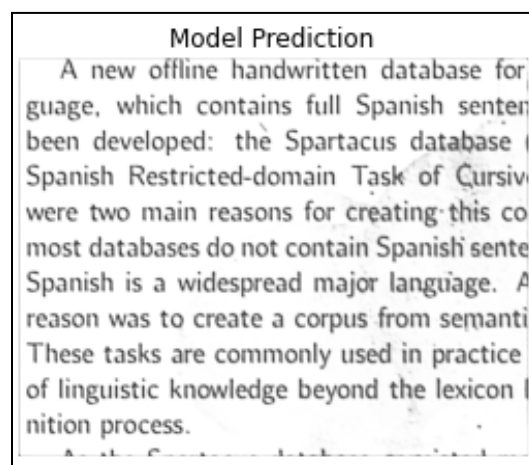 Model Prediction
A new offline handwritten database for
guage, which contains full Spanish senten
been developed: the Spartacus database
Spanish Restricted-domain Task of Cursiv
were two main reasons for creating this co
most databases do not contain Spanish sente
Spanish is a widespread major language. A
reason was to create a corpus from semanti
These tasks are commonly used in practice
of linguistic knowledge beyond the lexicon
nition process.